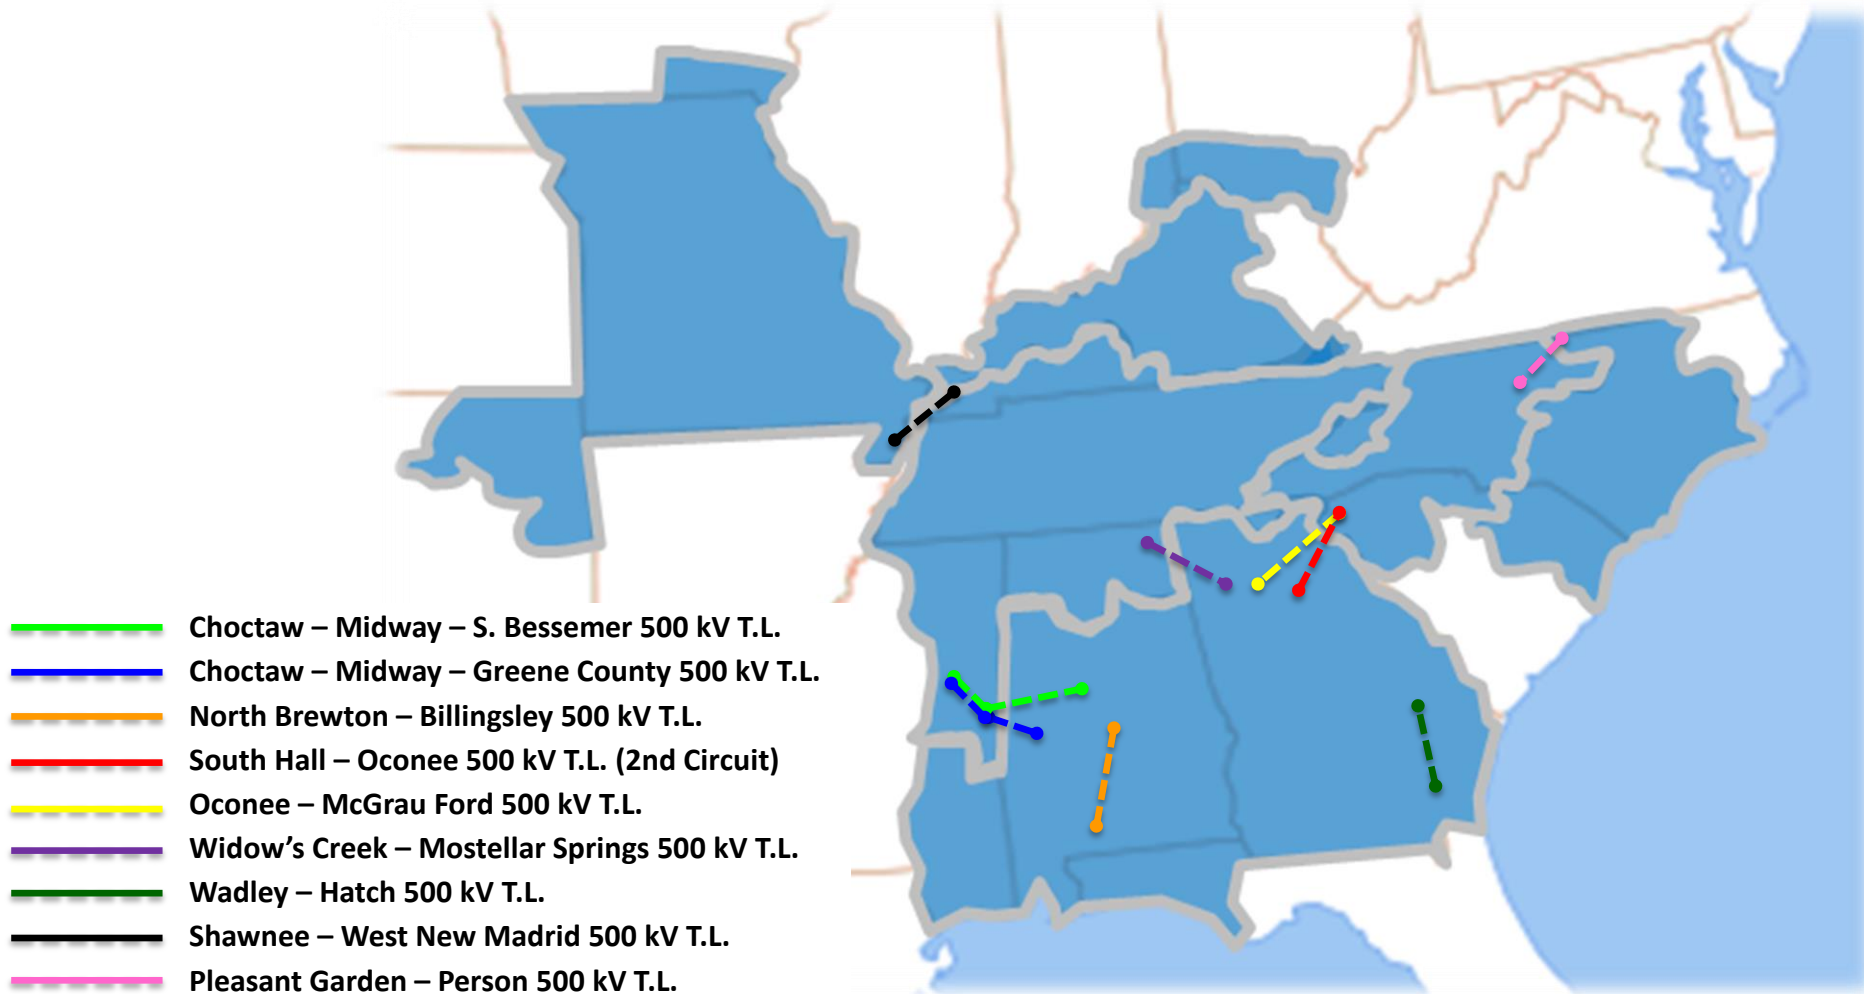 Choctaw – Midway – S. Bessemer 500 kV T.L.
Choctaw – Midway – Greene County 500 kV T.L.
North Brewton – Billingsley 500 kV T.L.
South Hall – Oconee 500 kV T.L. (2nd Circuit)
Oconee – McGrau Ford 500 kV T.L.
Widow’s Creek – Mostellar Springs 500 kV T.L.
Wadley – Hatch 500 kV T.L.
Shawnee – West New Madrid 500 kV T.L.
Pleasant Garden – Person 500 kV T.L.